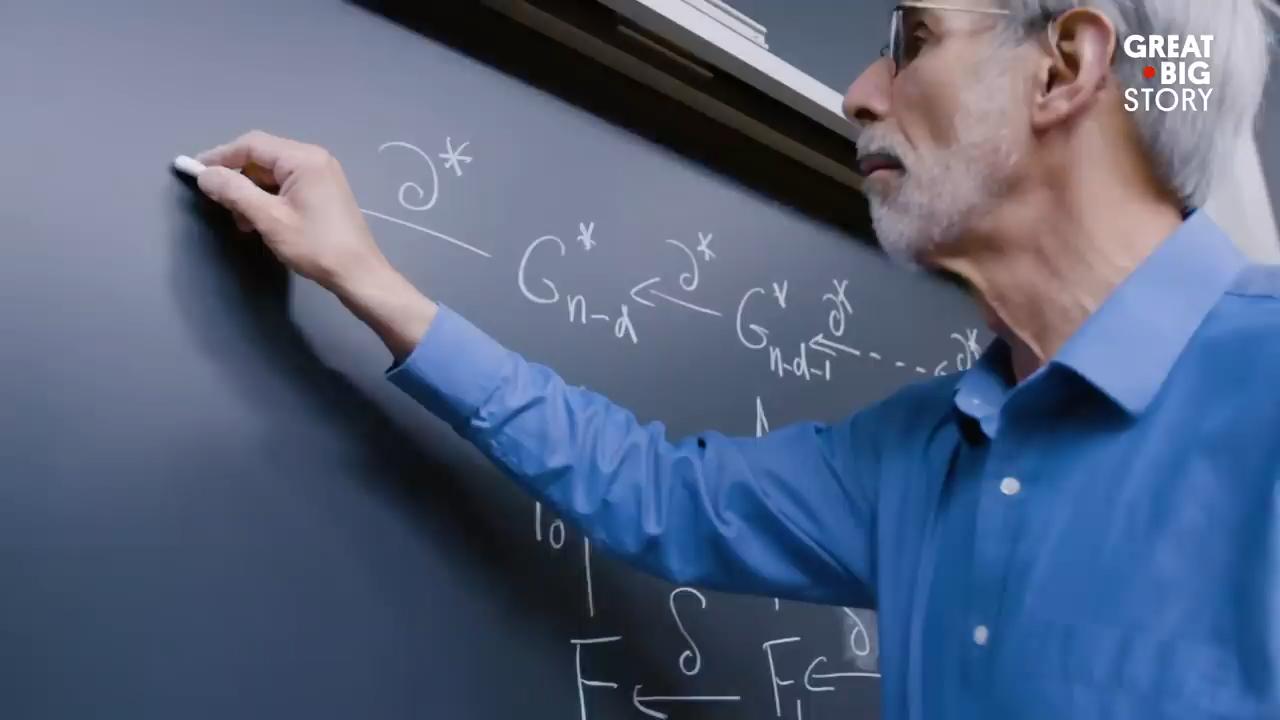 GREAT
BIG
STORY
∂*
G*ₙ₋d ←∂* G*ₙ₋d₋₁ ←∂* - - - ∂*
δ ∂
F ← F₁ ←